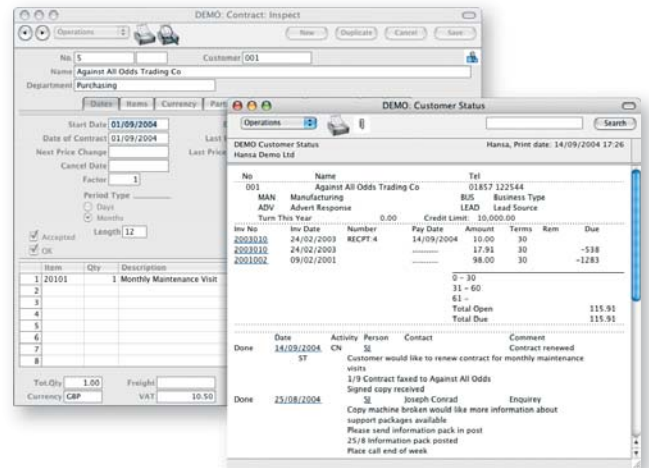 DEMO: Contract: Inspect
Operations
New Duplicate Cancel Save
No. 5 Customer 001
Name Against All Odds Trading Co
Department Purchasing
Dates Items Currency
Start Date 01/09/2004
Date of Contract 01/09/2004
Next Price Change Last Price
Cancel Date
Factor 1
Period Type
Days
Months
Accepted Length 12
OK
Item Qty Description
1 20101 1 Monthly Maintenance Visit
2
3
4
5
6
7
8
Tot.Qty 1.00 Freight
Currency GBP VAT 10.50
DEMO: Customer Status
Operations Search
DEMO Customer Status Hansa, Print date: 14/09/2004 17:26
Hansa Demo Ltd
No Name Tel
001 Against All Odds Trading Co 01857 122544
MAN Manufacturing BUS Business Type
ADV Advert Response LEAD Lead Source
Turn This Year 0.00 Credit Limit: 10,000.00
Inv No Inv Date Number Pay Date Amount Terms Rem Due
2003010 24/02/2003 RECPT:4 14/09/2004 10.00 30
2003010 24/02/2003 17.91 30 -538
2001002 09/02/2001 98.00 30 -1283
0 - 30
31 - 60
61 -
Total Open 115.91
Total Due 115.91
Date Activity Person Contact Comment
Done 14/09/2004 CN SJ Contract renewed
ST Customer would like to renew contract for monthly maintenance
visits
1/9 Contract faxed to Against All Odds
Signed copy received
Done 25/08/2004 SJ Joseph Conrad Enquirey
Copy machine broken would like more information about
support packages available
Please send information pack in post
25/8 Information pack posted
Place call end of week